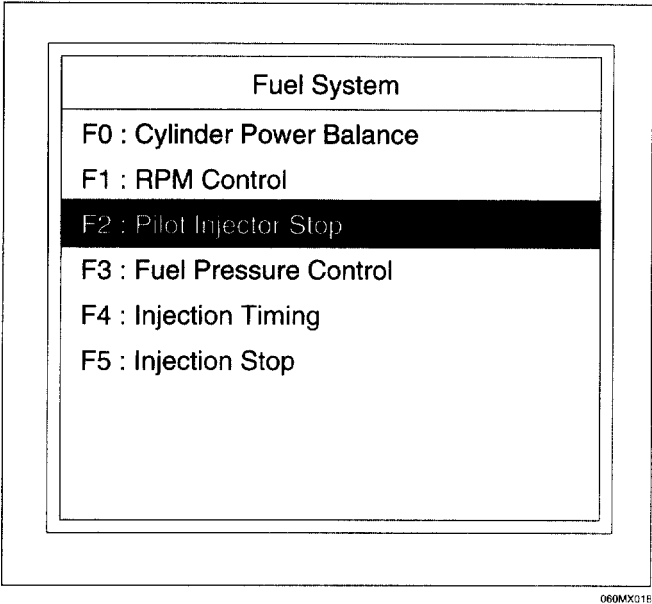 Fuel System
F0 : Cylinder Power Balance
F1 : RPM Control
F2 : Pilot Injector Stop
F3 : Fuel Pressure Control
F4 : Injection Timing
F5 : Injection Stop
060MX018